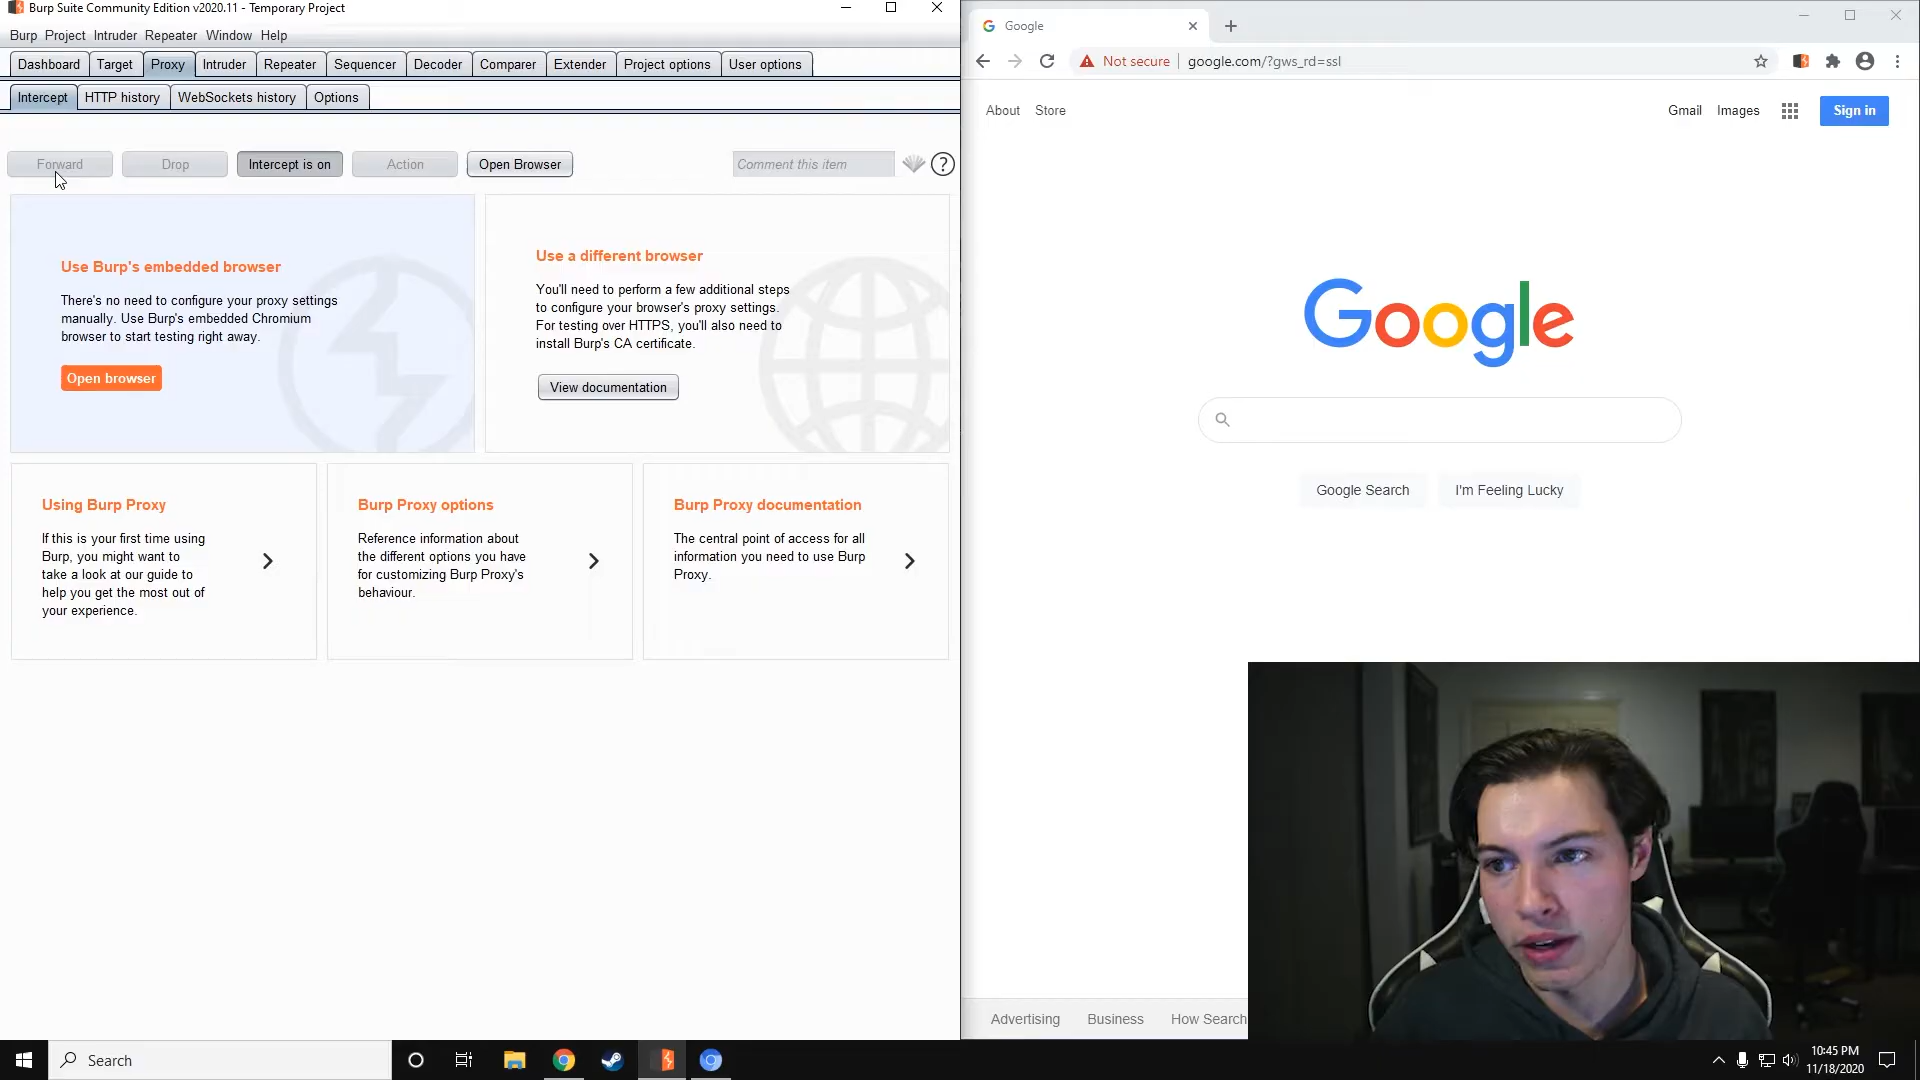 Burp Suite Community Edition v2020.11 - Temporary Project
Burp Project Intruder Repeater Window Help
Dashboard Target Proxy Intruder Repeater Sequencer Decoder Comparer Extender Project options User options
Intercept HTTP history WebSockets history Options
Forward Drop Intercept is on Action Open Browser Comment this item ?
Use Burp's embedded browser
There's no need to configure your proxy settings
manually. Use Burp's embedded Chromium
browser to start testing right away.
Open browser
Use a different browser
You'll need to perform a few additional steps
to configure your browser's proxy settings.
For testing over HTTPS, you'll also need to
install Burp's CA certificate.
View documentation
Using Burp Proxy
If this is your first time using
Burp, you might want to
take a look at our guide to
help you get the most out of
your experience.
Burp Proxy options
Reference information about
the different options you have
for customizing Burp Proxy's
behaviour.
Burp Proxy documentation
The central point of access for all
information you need to use Burp
Proxy.
Google
Not secure google.com/?gws_rd=ssl
About Store Gmail Images Sign in
Google
Google Search I'm Feeling Lucky
Advertising Business How Search
Search
10:45 PM
11/18/2020